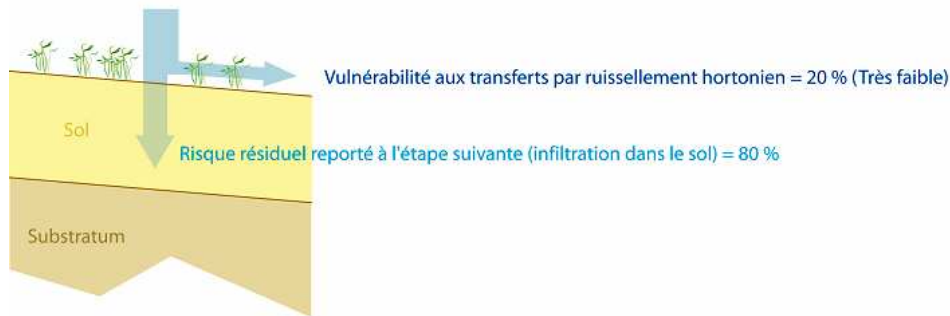 Vulnérabilité aux transferts par ruissellement hortonien = 20 % (Très faible)
Sol
Risque résiduel reporté à l'étape suivante (infiltration dans le sol) = 80 %
Substratum